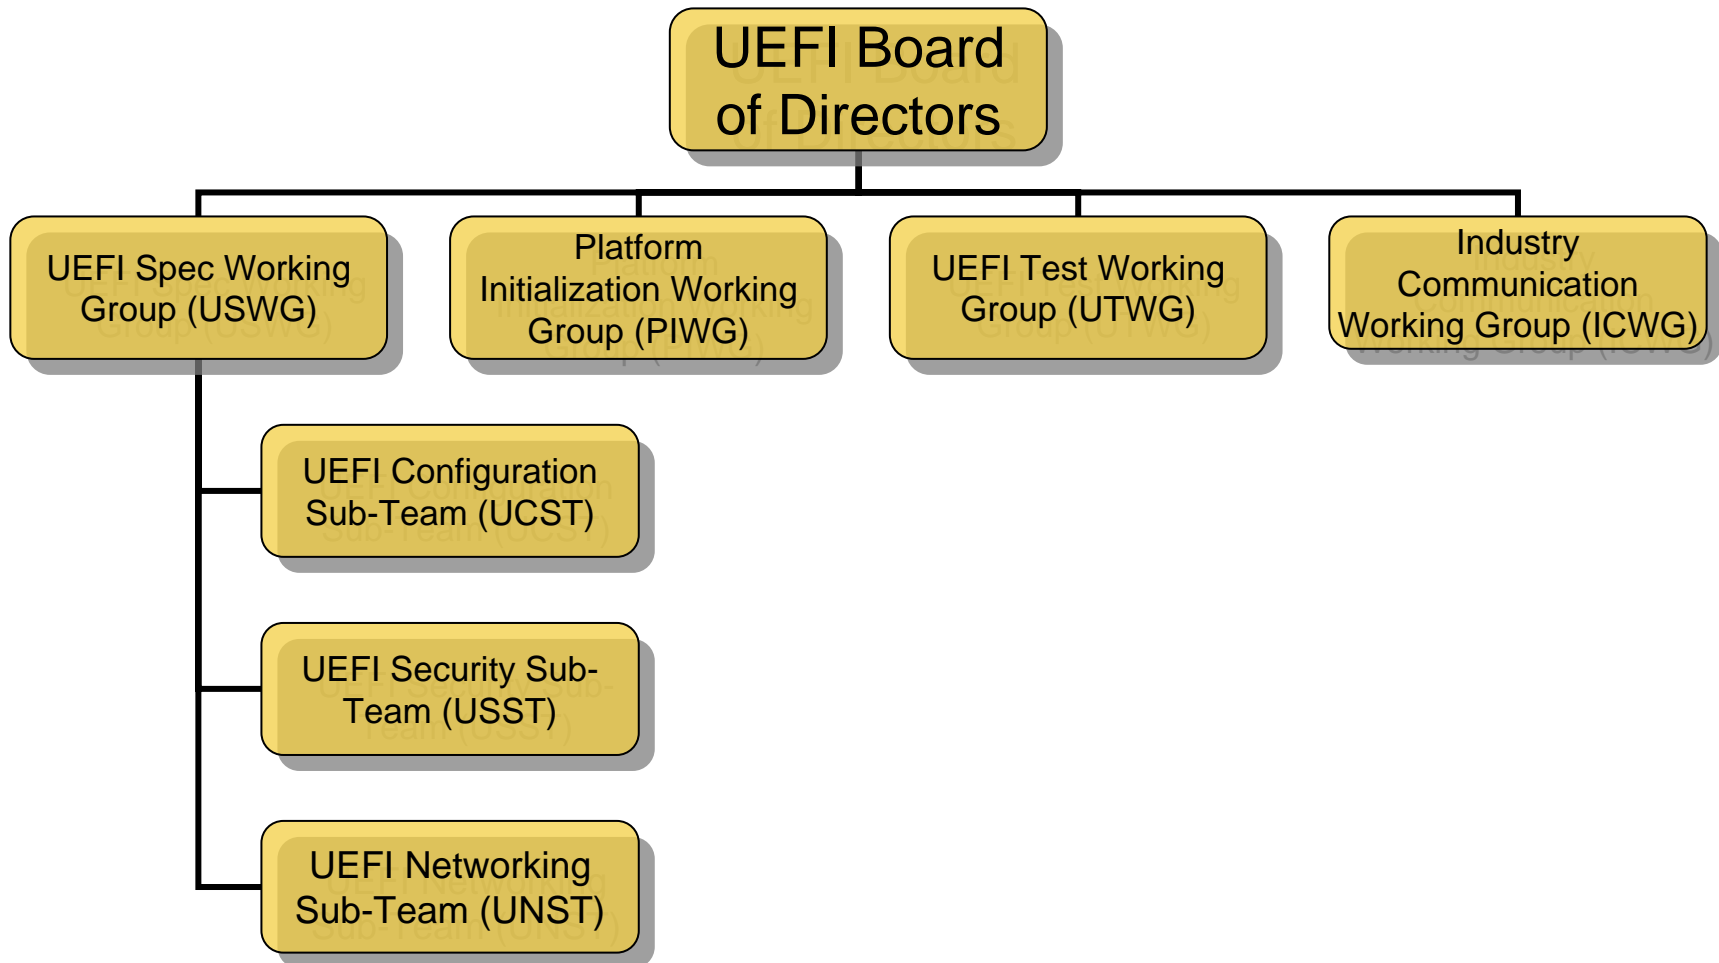 UEFI Board
of Directors
UEFI Spec Working
Group (USWG)
Platform
Initialization Working
Group (PIWG)
UEFI Test Working
Group (UTWG)
Industry
Communication
Working Group (ICWG)
UEFI Configuration
Sub-Team (UCST)
UEFI Security Sub-
Team (USST)
UEFI Networking
Sub-Team (UNST)